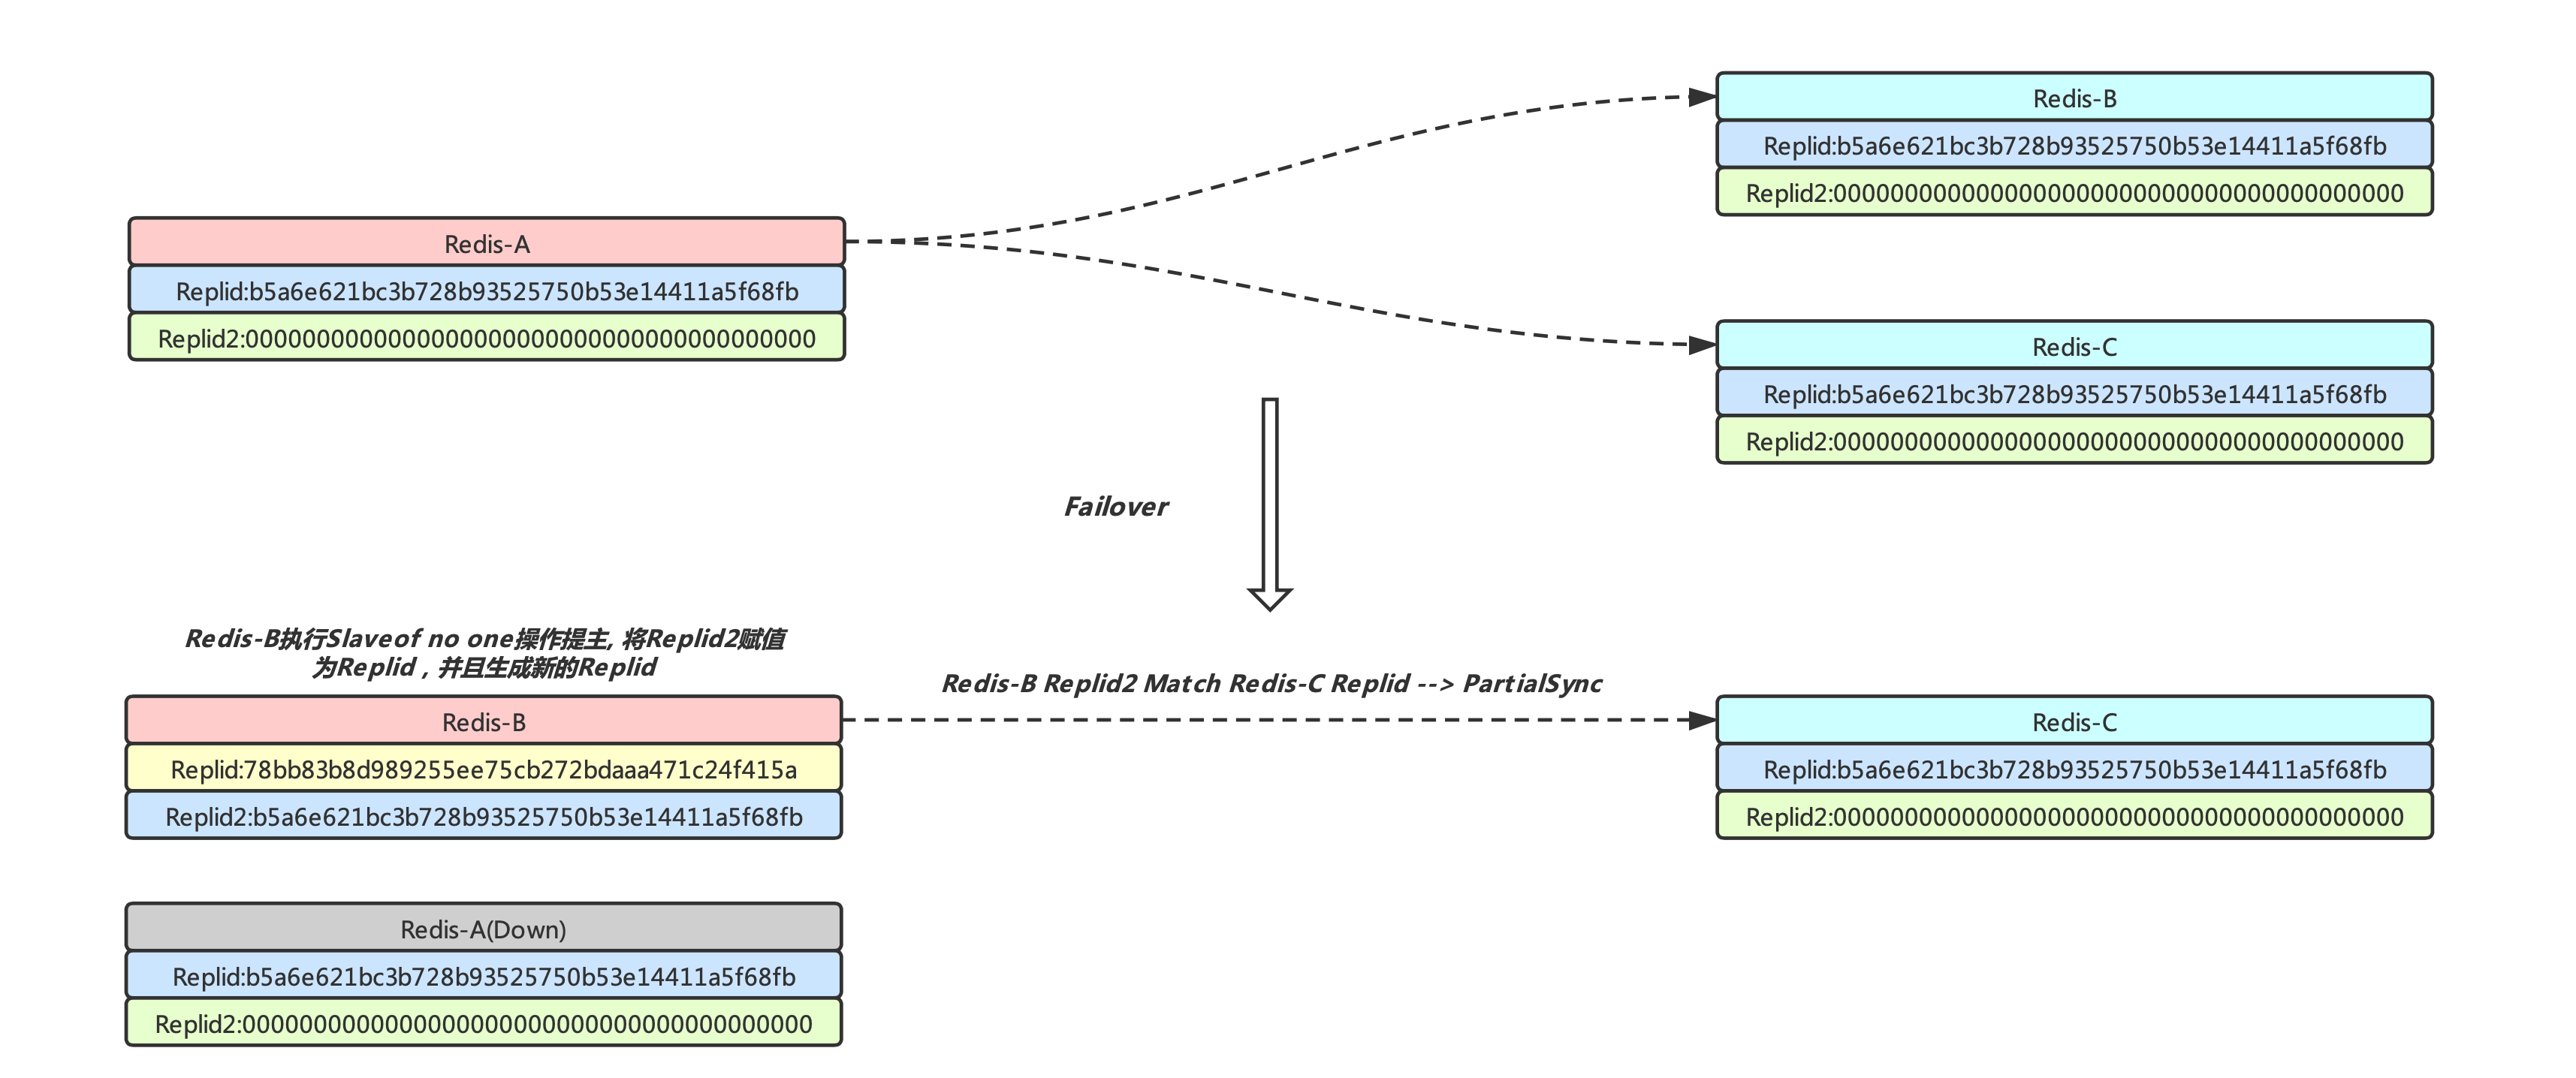 Redis-B
Replid:b5a6e621bc3b728b93525750b53e14411a5f68fb
Replid2:0000000000000000000000000000000000000000
Redis-A
Replid:b5a6e621bc3b728b93525750b53e14411a5f68fb
Replid2:0000000000000000000000000000000000000000
Redis-C
Replid:b5a6e621bc3b728b93525750b53e14411a5f68fb
Replid2:0000000000000000000000000000000000000000
Failover
Redis-B执行Slaveof no one操作提主, 将Replid2赋值
为Replid，并且生成新的Replid
Redis-B Replid2 Match Redis-C Replid --> PartialSync
Redis-B
Replid:78bb83b8d989255ee75cb272bdaaa471c24f415a
Replid2:b5a6e621bc3b728b93525750b53e14411a5f68fb
Redis-C
Replid:b5a6e621bc3b728b93525750b53e14411a5f68fb
Replid2:0000000000000000000000000000000000000000
Redis-A(Down)
Replid:b5a6e621bc3b728b93525750b53e14411a5f68fb
Replid2:0000000000000000000000000000000000000000